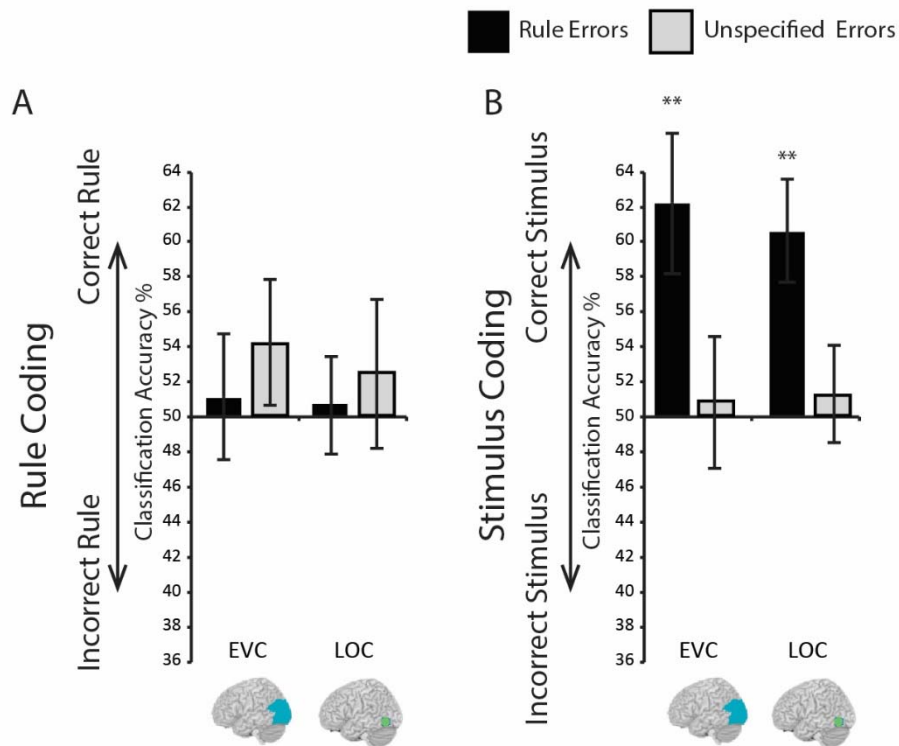 Rule Errors Unspecified Errors
A
Rule Coding
Incorrect Rule Correct Rule
Classification Accuracy %
64
62
60
58
56
54
52
50
48
46
44
42
40
38
36
EVC LOC
B
Stimulus Coding
Incorrect Stimulus Correct Stimulus
Classification Accuracy %
** **
64
62
60
58
56
54
52
50
48
46
44
42
40
38
36
EVC LOC